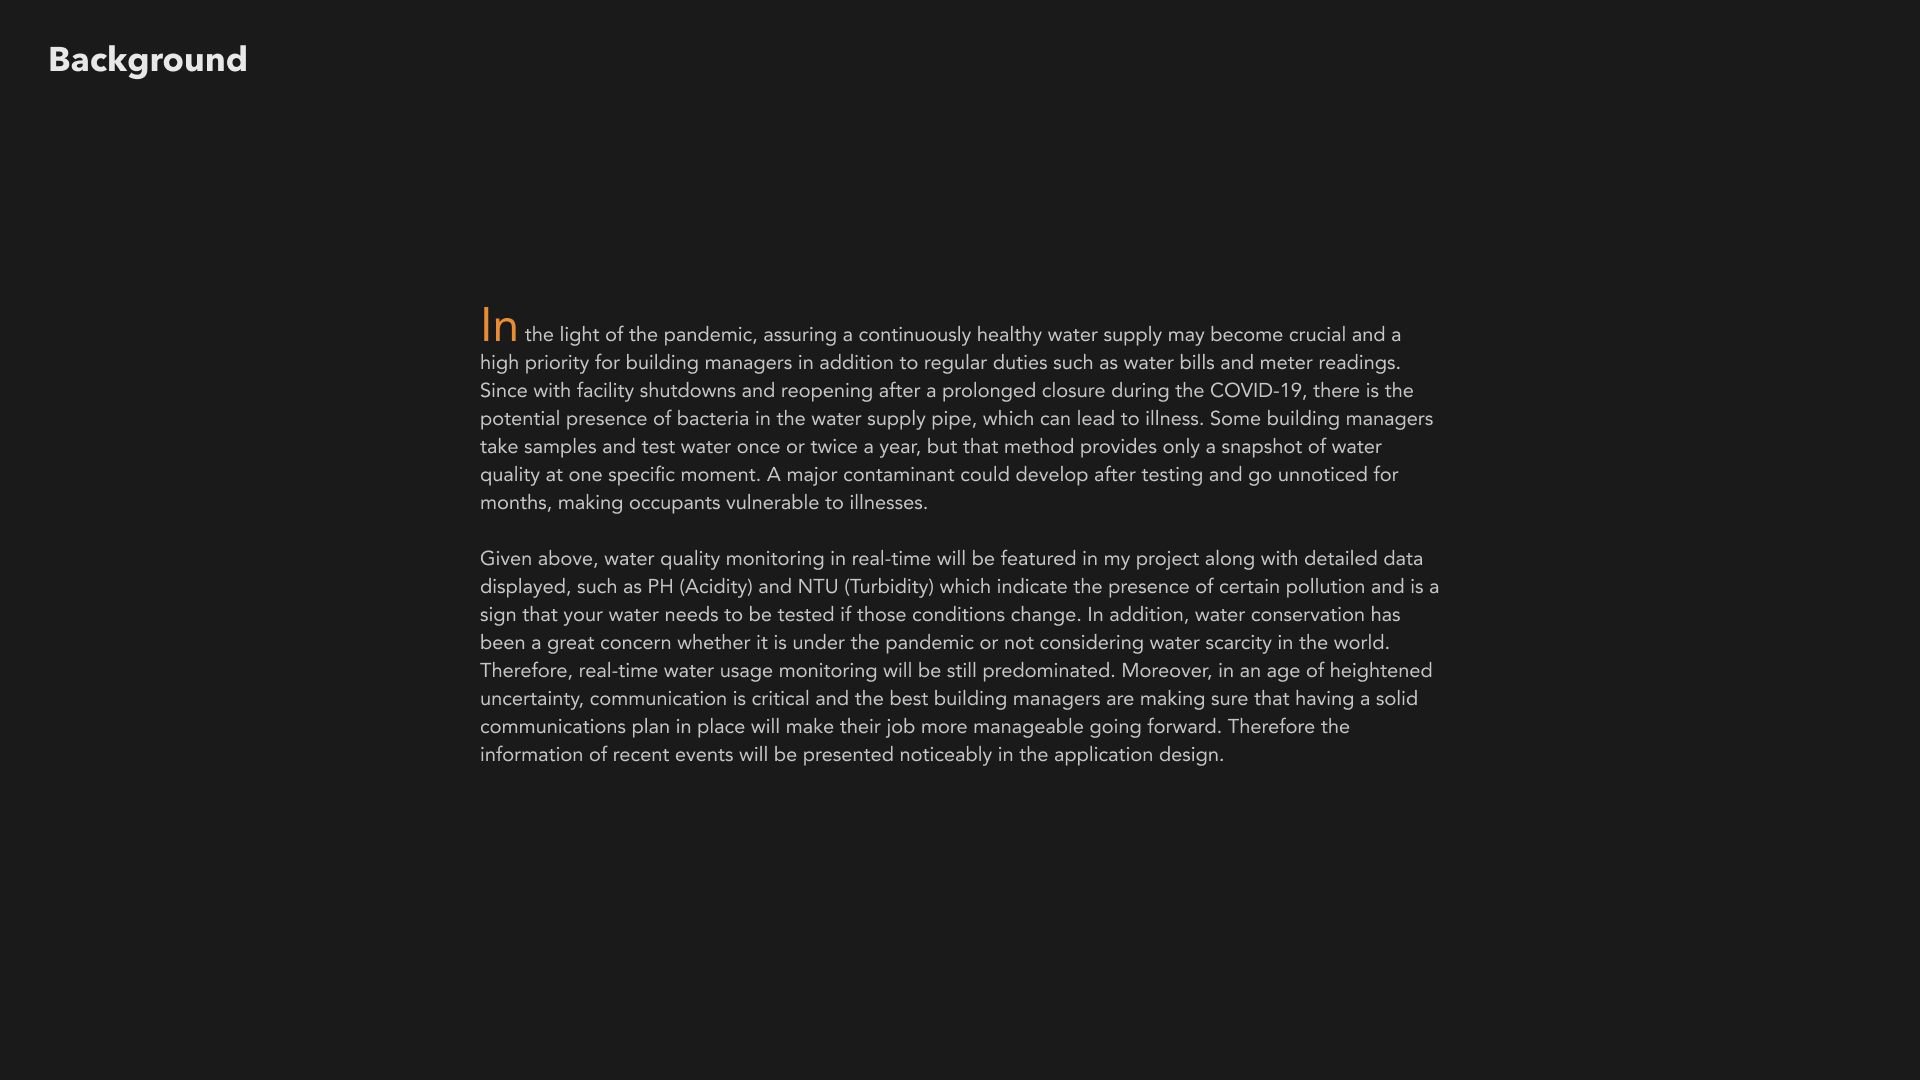 Background
In the light of the pandemic, assuring a continuously healthy water supply may become crucial and a
high priority for building managers in addition to regular duties such as water bills and meter readings.
Since with facility shutdowns and reopening after a prolonged closure during the COVID-19, there is the
potential presence of bacteria in the water supply pipe, which can lead to illness. Some building managers
take samples and test water once or twice a year, but that method provides only a snapshot of water
quality at one specific moment. A major contaminant could develop after testing and go unnoticed for
months, making occupants vulnerable to illnesses.
Given above, water quality monitoring in real-time will be featured in my project along with detailed data
displayed, such as PH (Acidity) and NTU (Turbidity) which indicate the presence of certain pollution and is a
sign that your water needs to be tested if those conditions change. In addition, water conservation has
been a great concern whether it is under the pandemic or not considering water scarcity in the world.
Therefore, real-time water usage monitoring will be still predominated. Moreover, in an age of heightened
uncertainty, communication is critical and the best building managers are making sure that having a solid
communications plan in place will make their job more manageable going forward. Therefore the
information of recent events will be presented noticeably in the application design.